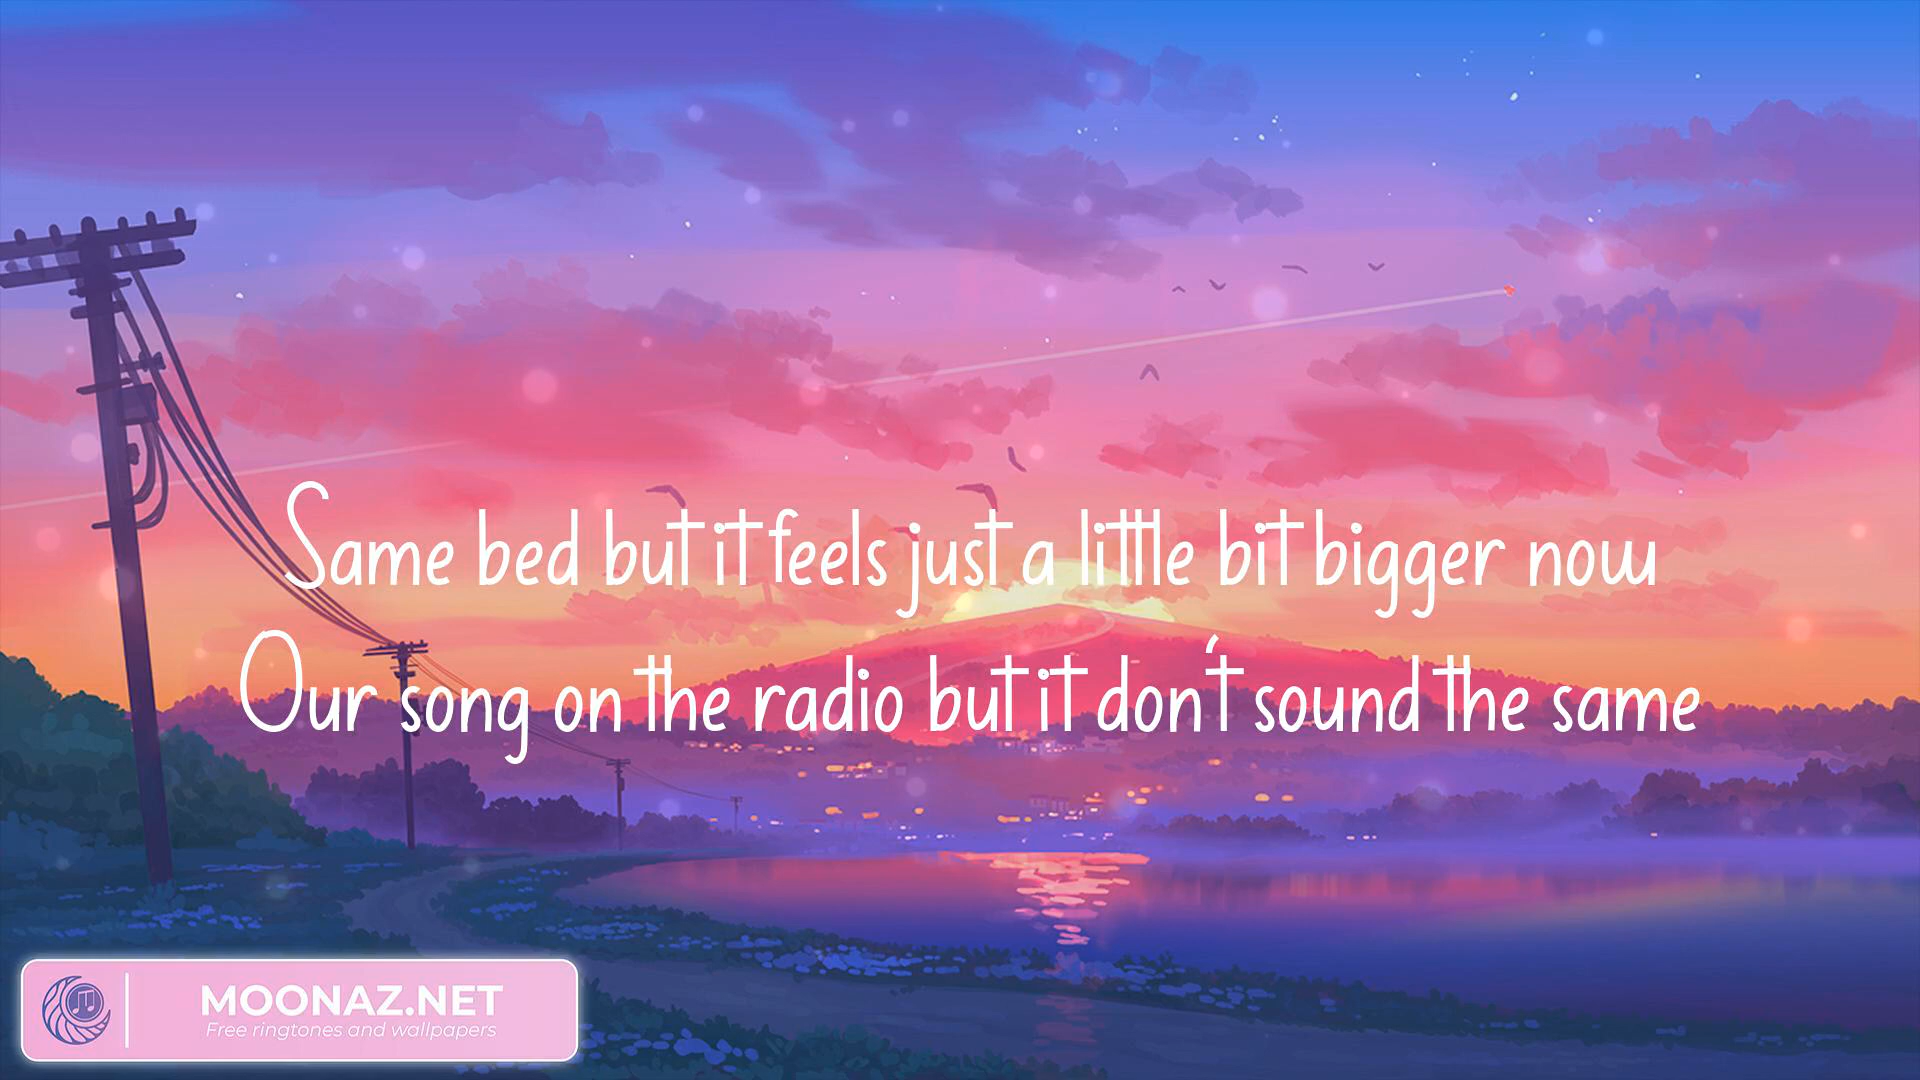 Same bed but it feels just a little bit bigger now
Our song on the radio but it don't sound the same
MOONAZ.NET
Free ringtones and wallpapers